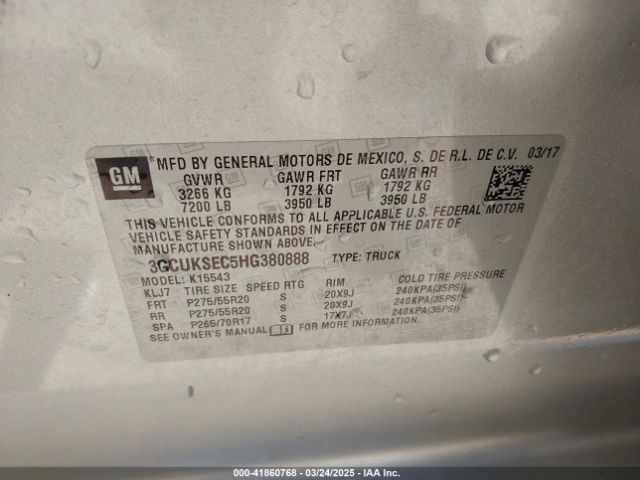 GM
MFD BY GENERAL MOTORS DE MEXICO, S. DE R.L. DE C.V. 03/17
GVWR GAWR FRT GAWR RR
3266 KG 1792 KG 1792 KG
7200 LB 3950 LB 3950 LB
THIS VEHICLE CONFORMS TO ALL APPLICABLE U.S. FEDERAL MOTOR
VEHICLE SAFETY STANDARDS IN EFFECT ON THE DATE OF
MANUFACTURE SHOWN ABOVE.
3GCUKSEC5HG380888 TYPE: TRUCK
MODEL: K15543
KLJ7 TIRE SIZE SPEED RTG RIM COLD TIRE PRESSURE
FRT P275/55R20 S 20X9J 240KPA(35PSI)
RR P275/55R20 S 20X9J 240KPA(35PSI)
SPA P265/70R17 S 17X7J 240KPA(35PSI)
SEE OWNER'S MANUAL FOR MORE INFORMATION.
000-41860768 - 03/24/2025 - IAA Inc.